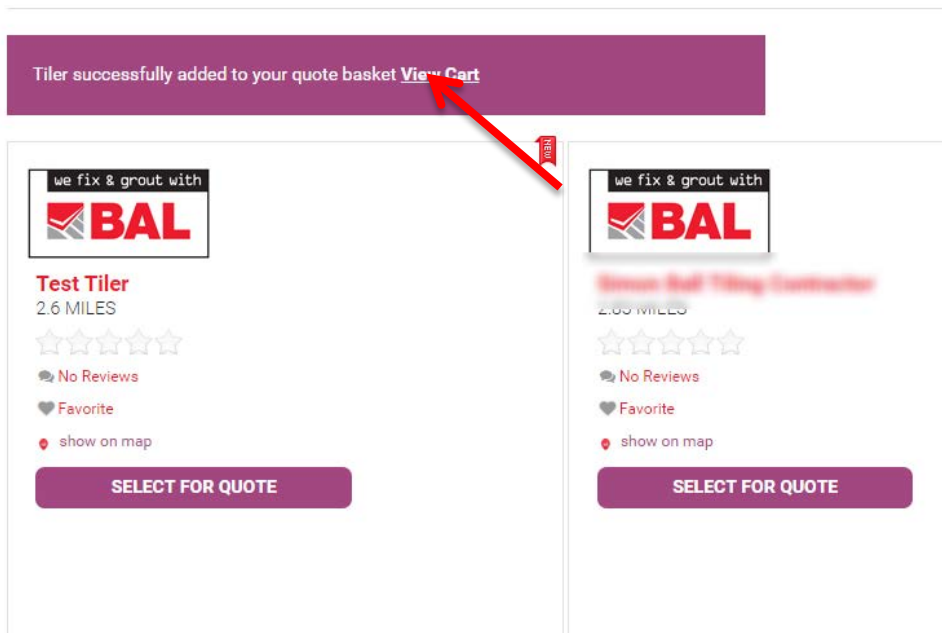 Tiler successfully added to your quote basket View Cart
NEW
we fix & grout with
BAL
Test Tiler
2.6 MILES
No Reviews
Favorite
show on map
SELECT FOR QUOTE
we fix & grout with
BAL
MILES
No Reviews
Favorite
show on map
SELECT FOR QUOTE